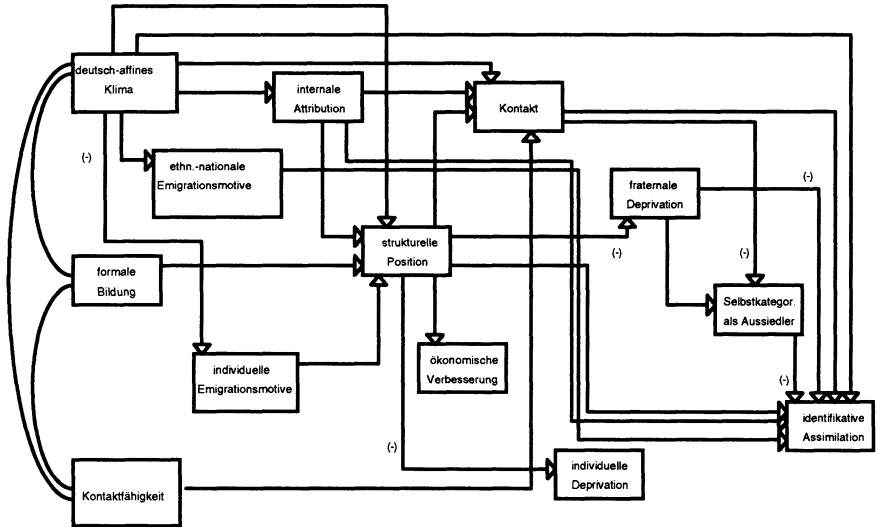 deutsch-affines
Klima
internale
Attribution
Kontakt
(-)
ethn.-nationale
Emigrationsmotive
fraternale
Deprivation
(-)
strukturelle
Position
(-)
(-)
formale
Bildung
Selbstkategor.
als Aussiedler
individuelle
Emigrationsmotive
ökonomische
Verbesserung
(-)
identifikative
Assimilation
(-)
individuelle
Deprivation
Kontaktfähigkeit